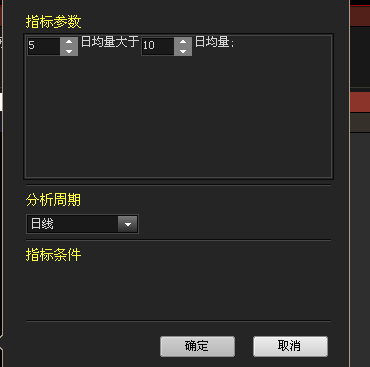 指标参数
5 日均量大于 10 日均量;
分析周期
日线
指标条件
确定 取消